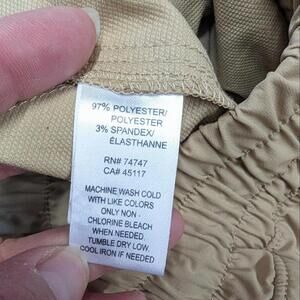 97% POLYESTER/
POLYESTER
3% SPANDEX/
ÉLASTHANNE
RN# 74747
CA# 45117
MACHINE WASH COLD
WITH LIKE COLORS
ONLY NON -
CHLORINE BLEACH
WHEN NEEDED.
TUMBLE DRY LOW.
COOL IRON IF NEEDED